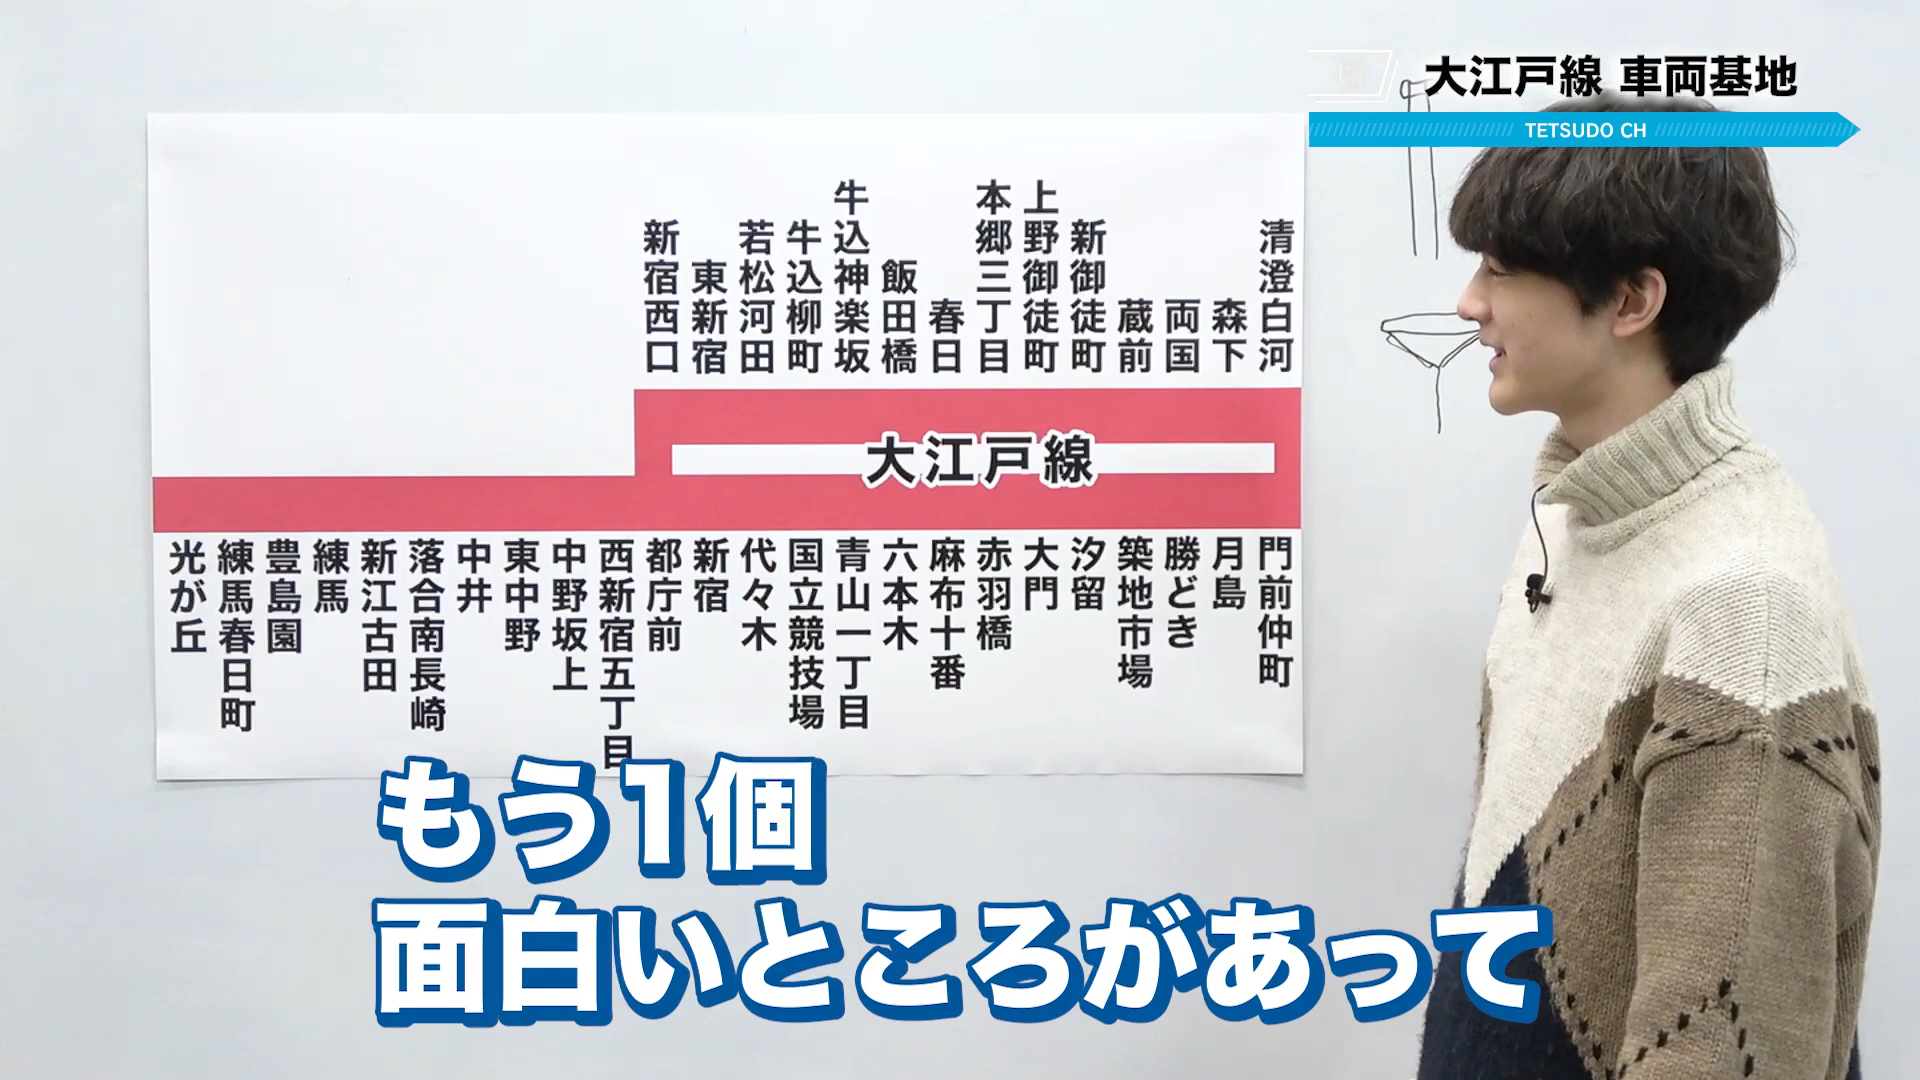 大江戸線 車両基地
TETSUDO CH
新宿西口
東新宿
若松河田
牛込柳町
牛込神楽坂
飯田橋
春日
本郷三丁目
上野御徒町
新御徒町
蔵前
両国
森下
清澄白河
大江戸線
光が丘
練馬春日町
豊島園
練馬
新江古田
落合南長崎
中井
東中野
中野坂上
西新宿五丁目
都庁前
新宿
代々木
国立競技場
青山一丁目
六本木
麻布十番
赤羽橋
大門
汐留
築地市場
勝どき
月島
門前仲町
もう1個
面白いところがあって